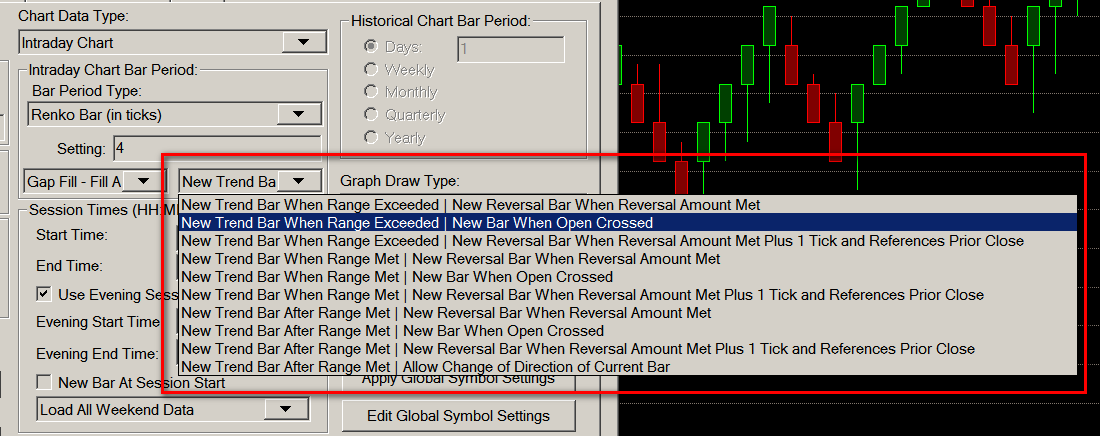 Chart Data Type:
Intraday Chart
Intraday Chart Bar Period:
Bar Period Type:
Renko Bar (in ticks)
Setting: 4
Gap Fill - Fill A
New Trend Ba
Historical Chart Bar Period:
Days: 1
Weekly
Monthly
Quarterly
Yearly
Graph Draw Type:
New Trend Bar When Range Exceeded | New Reversal Bar When Reversal Amount Met
New Trend Bar When Range Exceeded | New Bar When Open Crossed
New Trend Bar When Range Exceeded | New Reversal Bar When Reversal Amount Met Plus 1 Tick and References Prior Close
New Trend Bar When Range Met | New Reversal Bar When Reversal Amount Met
New Trend Bar When Range Met | New Bar When Open Crossed
New Trend Bar When Range Met | New Reversal Bar When Reversal Amount Met Plus 1 Tick and References Prior Close
New Trend Bar After Range Met | New Reversal Bar When Reversal Amount Met
New Trend Bar After Range Met | New Bar When Open Crossed
New Trend Bar After Range Met | New Reversal Bar When Reversal Amount Met Plus 1 Tick and References Prior Close
New Trend Bar After Range Met | Allow Change of Direction of Current Bar
Session Times (HH:M
Start Time:
End Time:
Use Evening Sess
Evening Start Time
Evening End Time:
New Bar At Session Start
Load All Weekend Data
Apply Global Symbol Settings
Edit Global Symbol Settings